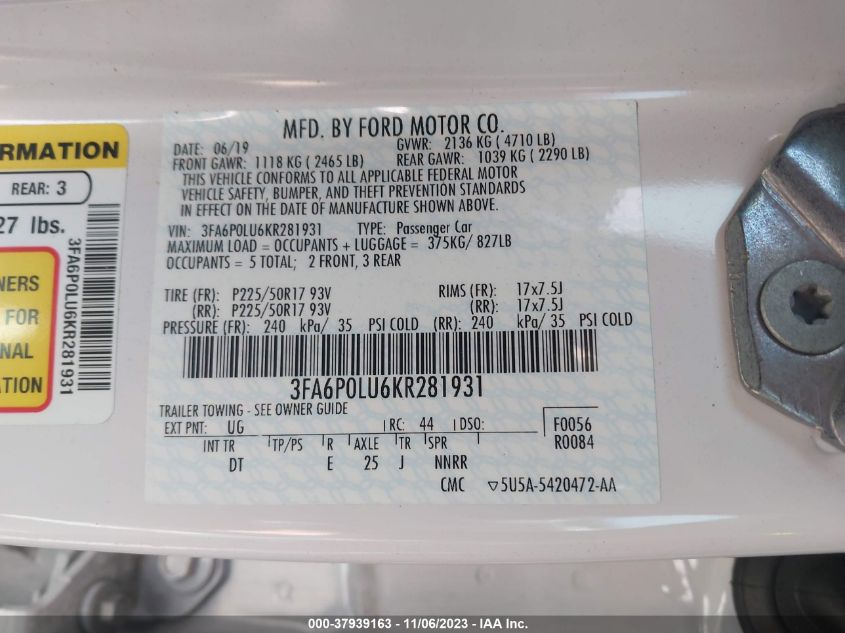 MFD. BY FORD MOTOR CO.
DATE: 06/19 GVWR: 2136 KG ( 4710 LB)
FRONT GAWR: 1118 KG ( 2465 LB) REAR GAWR: 1039 KG ( 2290 LB)
THIS VEHICLE CONFORMS TO ALL APPLICABLE FEDERAL MOTOR
VEHICLE SAFETY, BUMPER, AND THEFT PREVENTION STANDARDS
IN EFFECT ON THE DATE OF MANUFACTURE SHOWN ABOVE.
VIN: 3FA6P0LU6KR281931 TYPE: Passenger Car
MAXIMUM LOAD = OCCUPANTS + LUGGAGE = 375KG/ 827LB
OCCUPANTS = 5 TOTAL; 2 FRONT, 3 REAR
TIRE (FR): P225/50R17 93V RIMS (FR): 17x7.5J
(RR): P225/50R17 93V (RR): 17x7.5J
PRESSURE (FR): 240 kPa/ 35 PSI COLD (RR): 240 kPa/ 35 PSI COLD
3FA6P0LU6KR281931
TRAILER TOWING - SEE OWNER GUIDE
EXT PNT: UG RC: 44 DSO: F0056
INT TR TP/PS R AXLE TR SPR R0084
DT E 25 J NNRR
CMC ▽5U5A-5420472-AA
RMATION
REAR: 3
27 lbs.
NERS
FOR
NAL
ATION
3FA6P0LU6KR281931
000-37939163 - 11/06/2023 - IAA Inc.